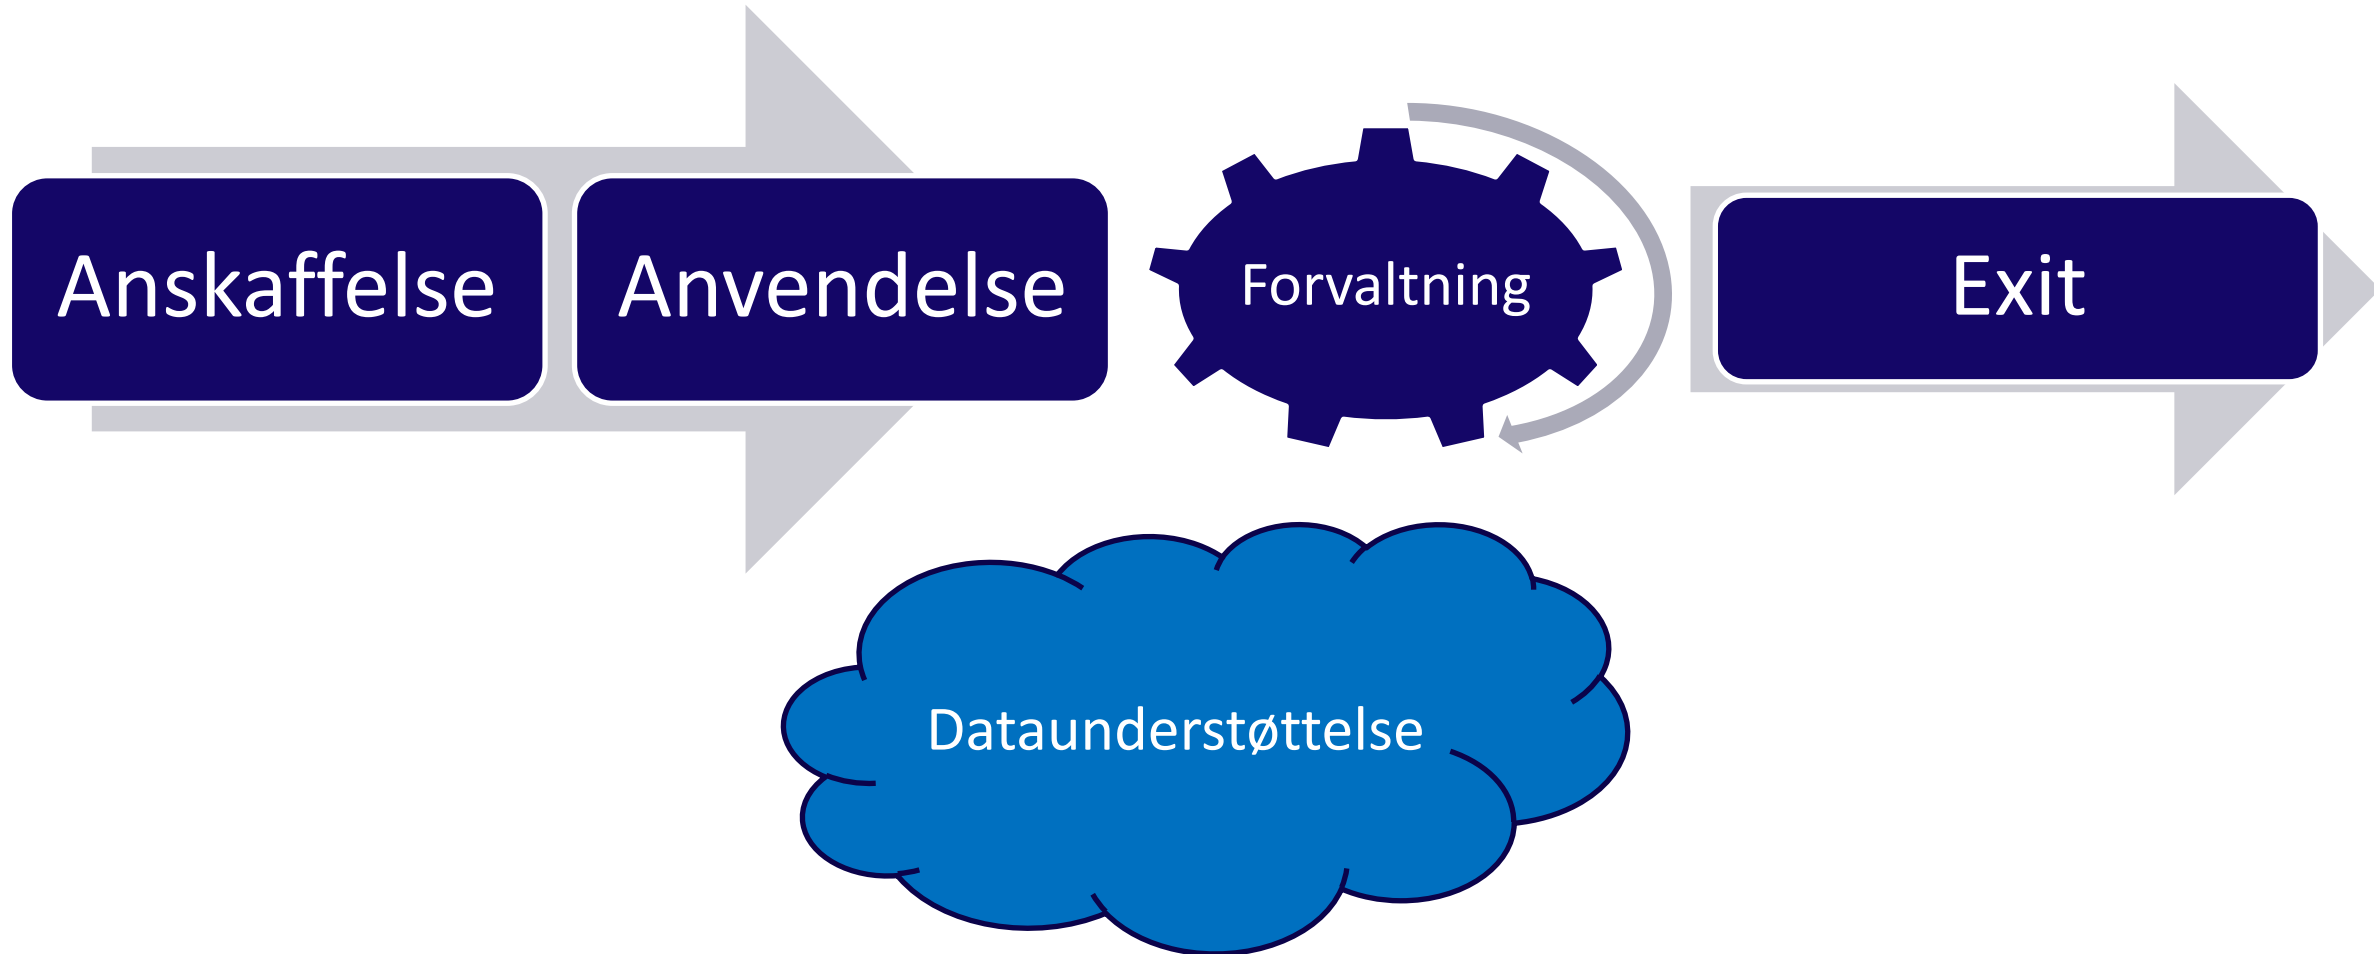 Anskaffelse
Anvendelse
Forvaltning
Exit
Dataunderstøttelse